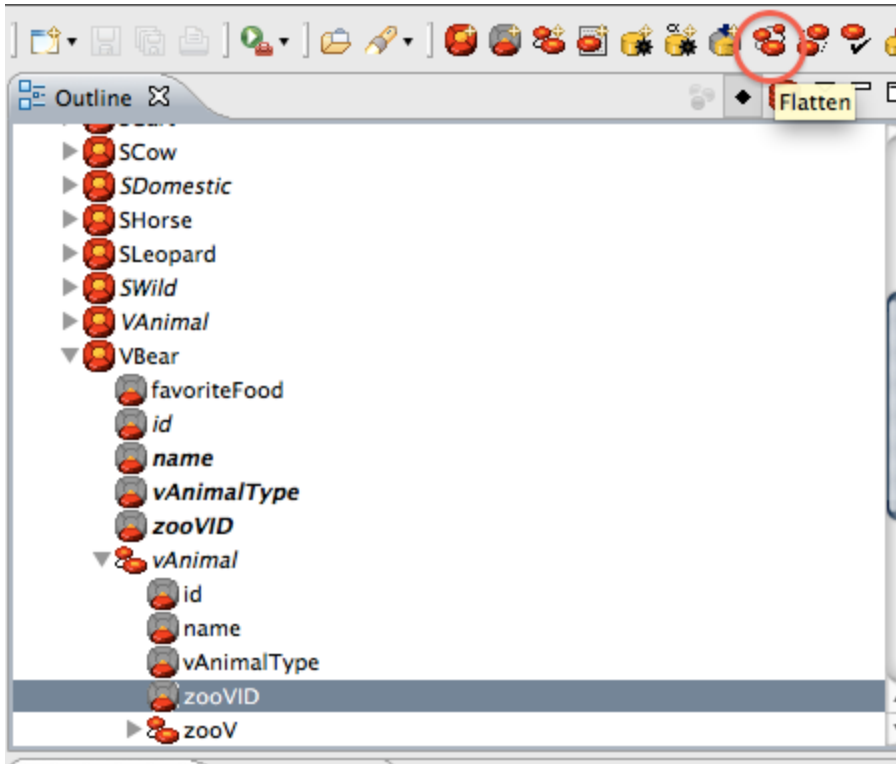 Outline
Flatten
SCow
SDomestic
SHorse
SLeopard
SWild
VAnimal
VBear
favoriteFood
id
name
vAnimalType
zooVID
vAnimal
id
name
vAnimalType
zooVID
zooV